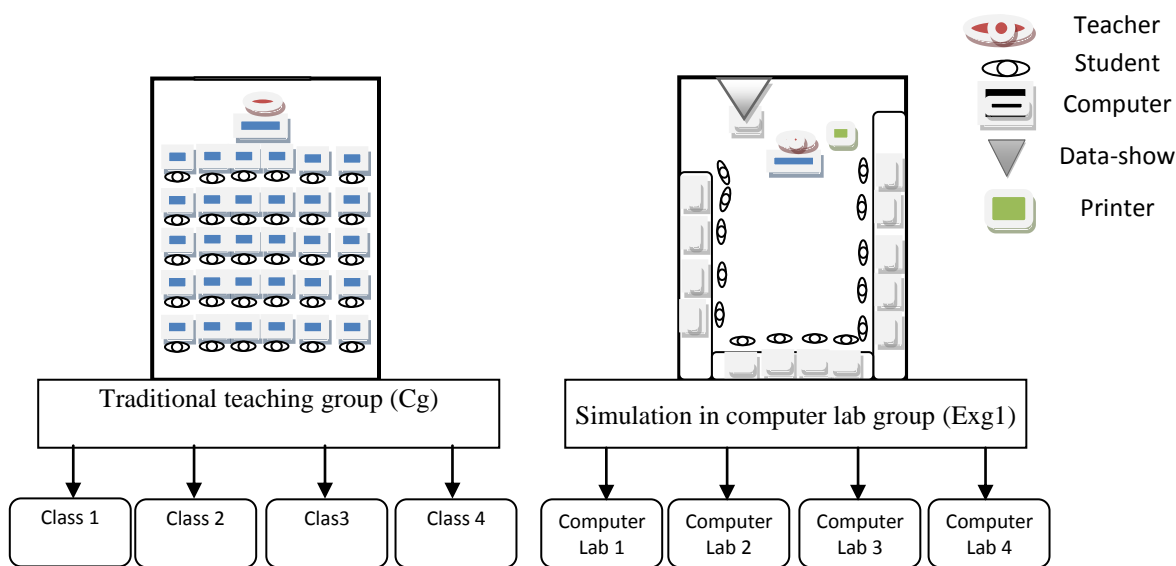 Teacher
Student
Computer
Data-show
Printer
Traditional teaching group (Cg)
Simulation in computer lab group (Exg1)
Class 1
Class 2
Clas3
Class 4
Computer
Lab 1
Computer
Lab 2
Computer
Lab 3
Computer
Lab 4